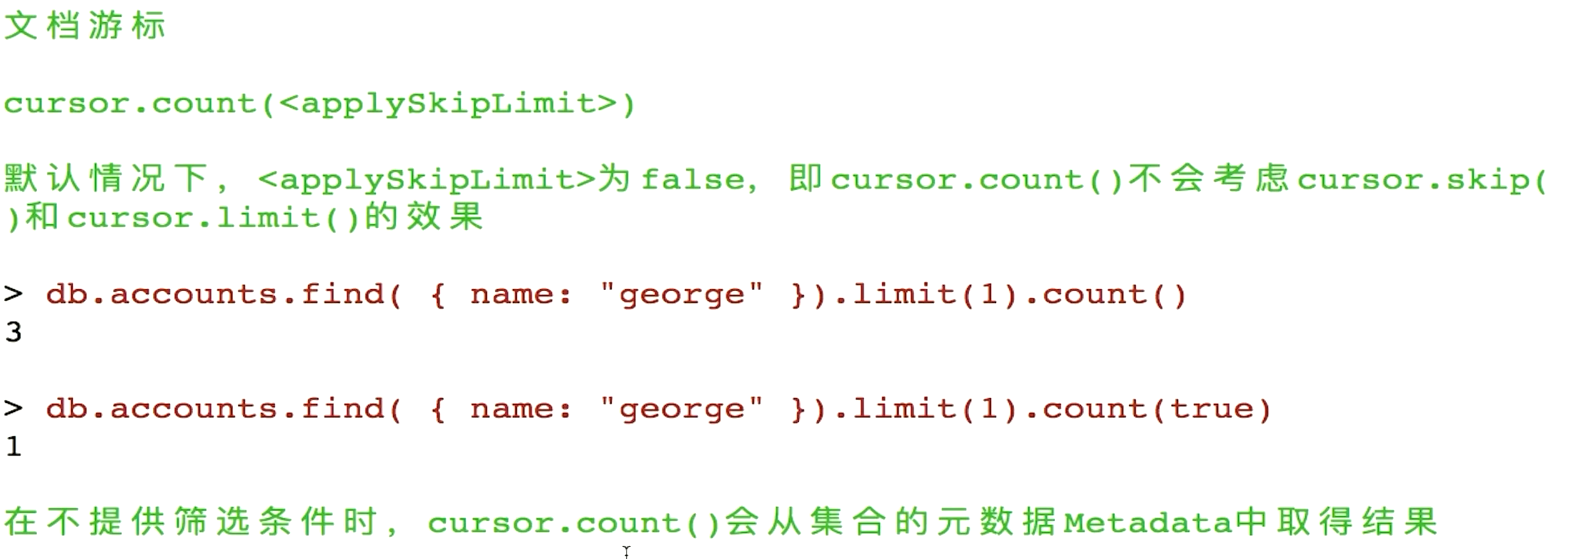 文档游标
cursor.count(<applySkipLimit>)
默认情况下，<applySkipLimit>为false，即cursor.count()不会考虑cursor.skip(
)和cursor.limit()的效果
> db.accounts.find( { name: "george" }).limit(1).count()
3
> db.accounts.find( { name: "george" }).limit(1).count(true)
1
在不提供筛选条件时，cursor.count()会从集合的元数据Metadata中取得结果